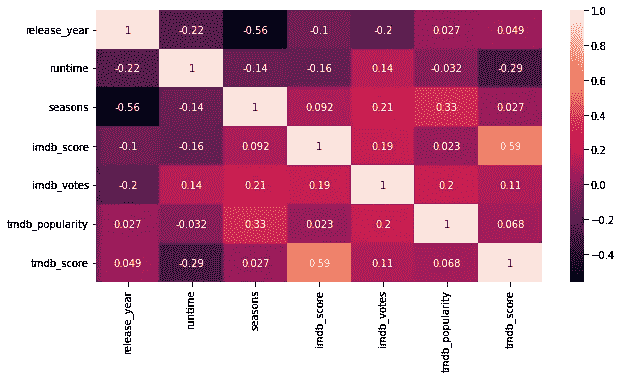 release_year 1 -0.22 -0.56 -0.1 -0.2 0.027 0.049
runtime -0.22 1 -0.14 -0.16 0.14 -0.032 -0.29
seasons -0.56 -0.14 1 0.092 0.21 0.33 0.027
imdb_score -0.1 -0.16 0.092 1 0.19 0.023 0.59
imdb_votes -0.2 0.14 0.21 0.19 1 0.2 0.11
tmdb_popularity 0.027 -0.032 0.33 0.023 0.2 1 0.068
tmdb_score 0.049 -0.29 0.027 0.59 0.11 0.068 1
release_year
runtime
seasons
imdb_score
imdb_votes
tmdb_popularity
tmdb_score
1.0
0.8
0.6
0.4
0.2
0.0
−0.2
−0.4